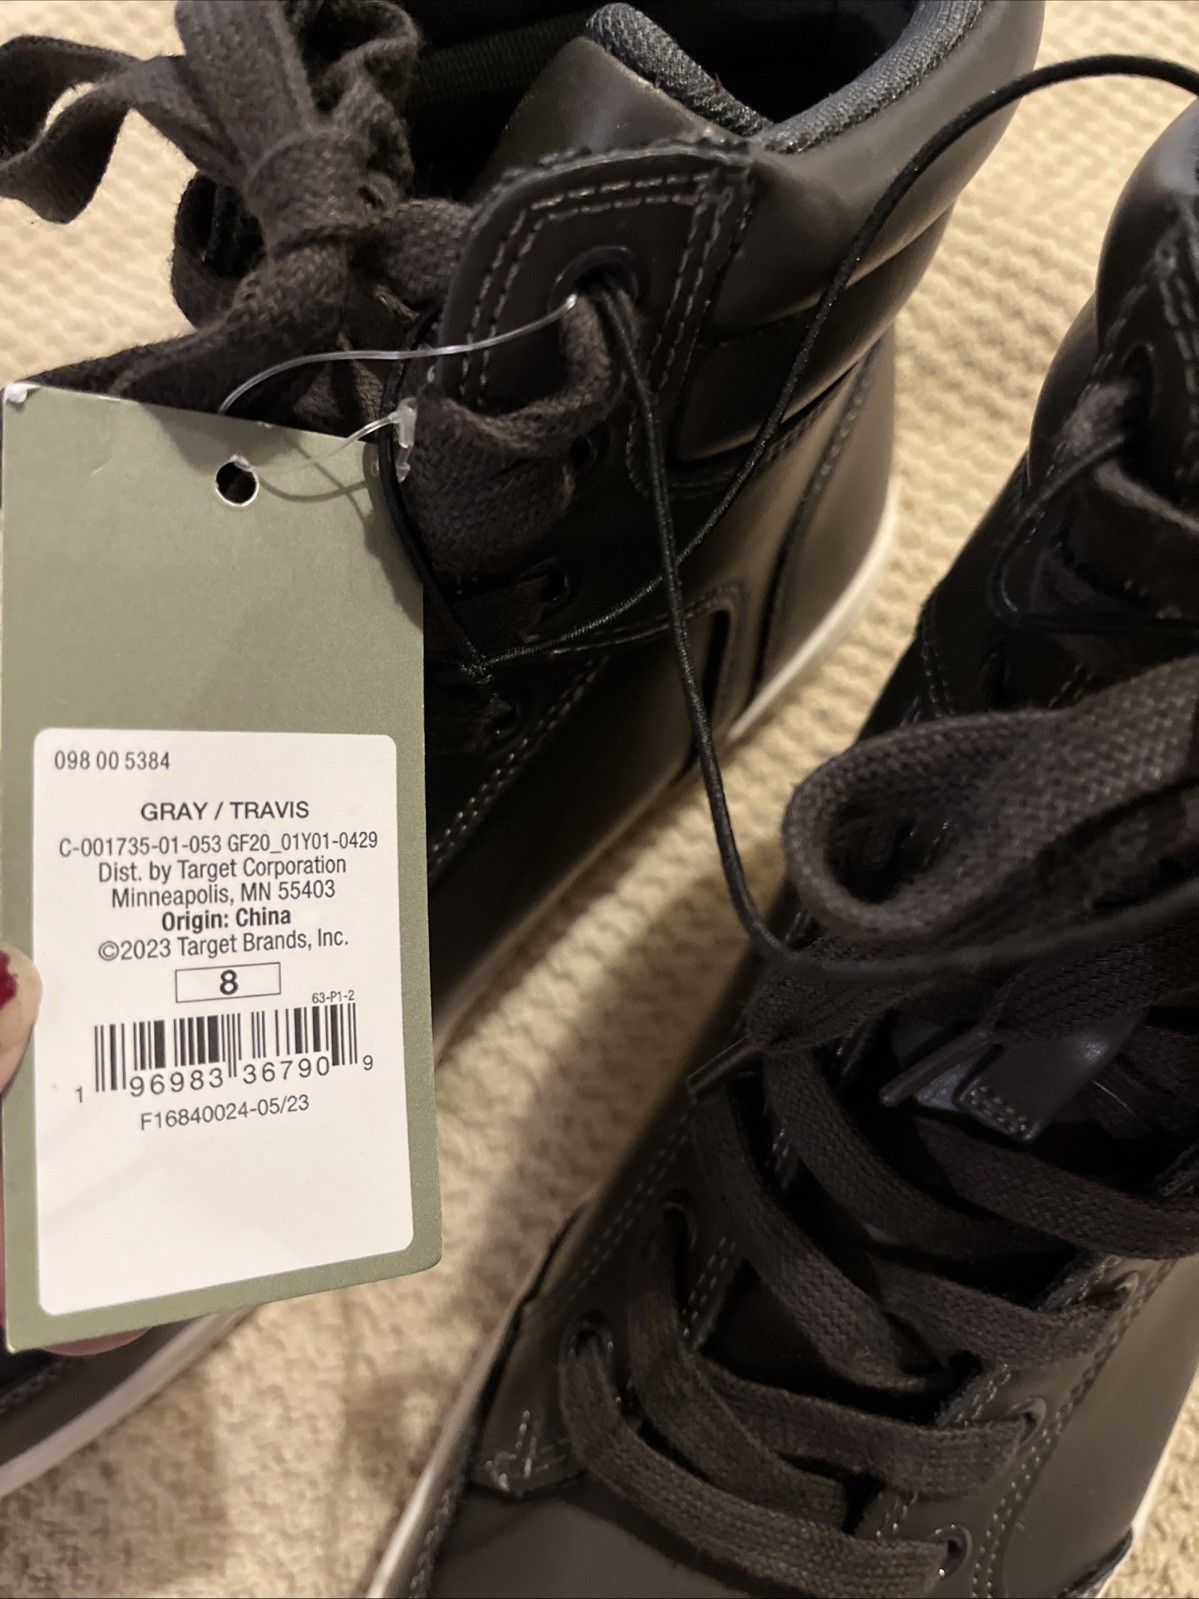 098 00 5384
GRAY / TRAVIS
C-001735-01-053 GF20_01Y01-0429
Dist. by Target Corporation
Minneapolis, MN 55403
Origin: China
©2023 Target Brands, Inc.
8
63-P1-2
1 96983 36790 9
F16840024-05/23